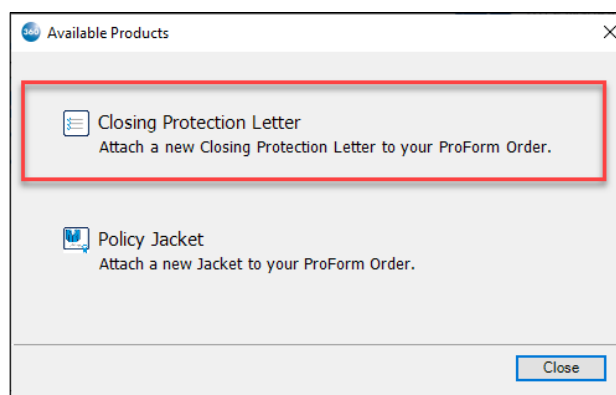 360 Available Products
Closing Protection Letter
Attach a new Closing Protection Letter to your ProForm Order.
Policy Jacket
Attach a new Jacket to your ProForm Order.
Close